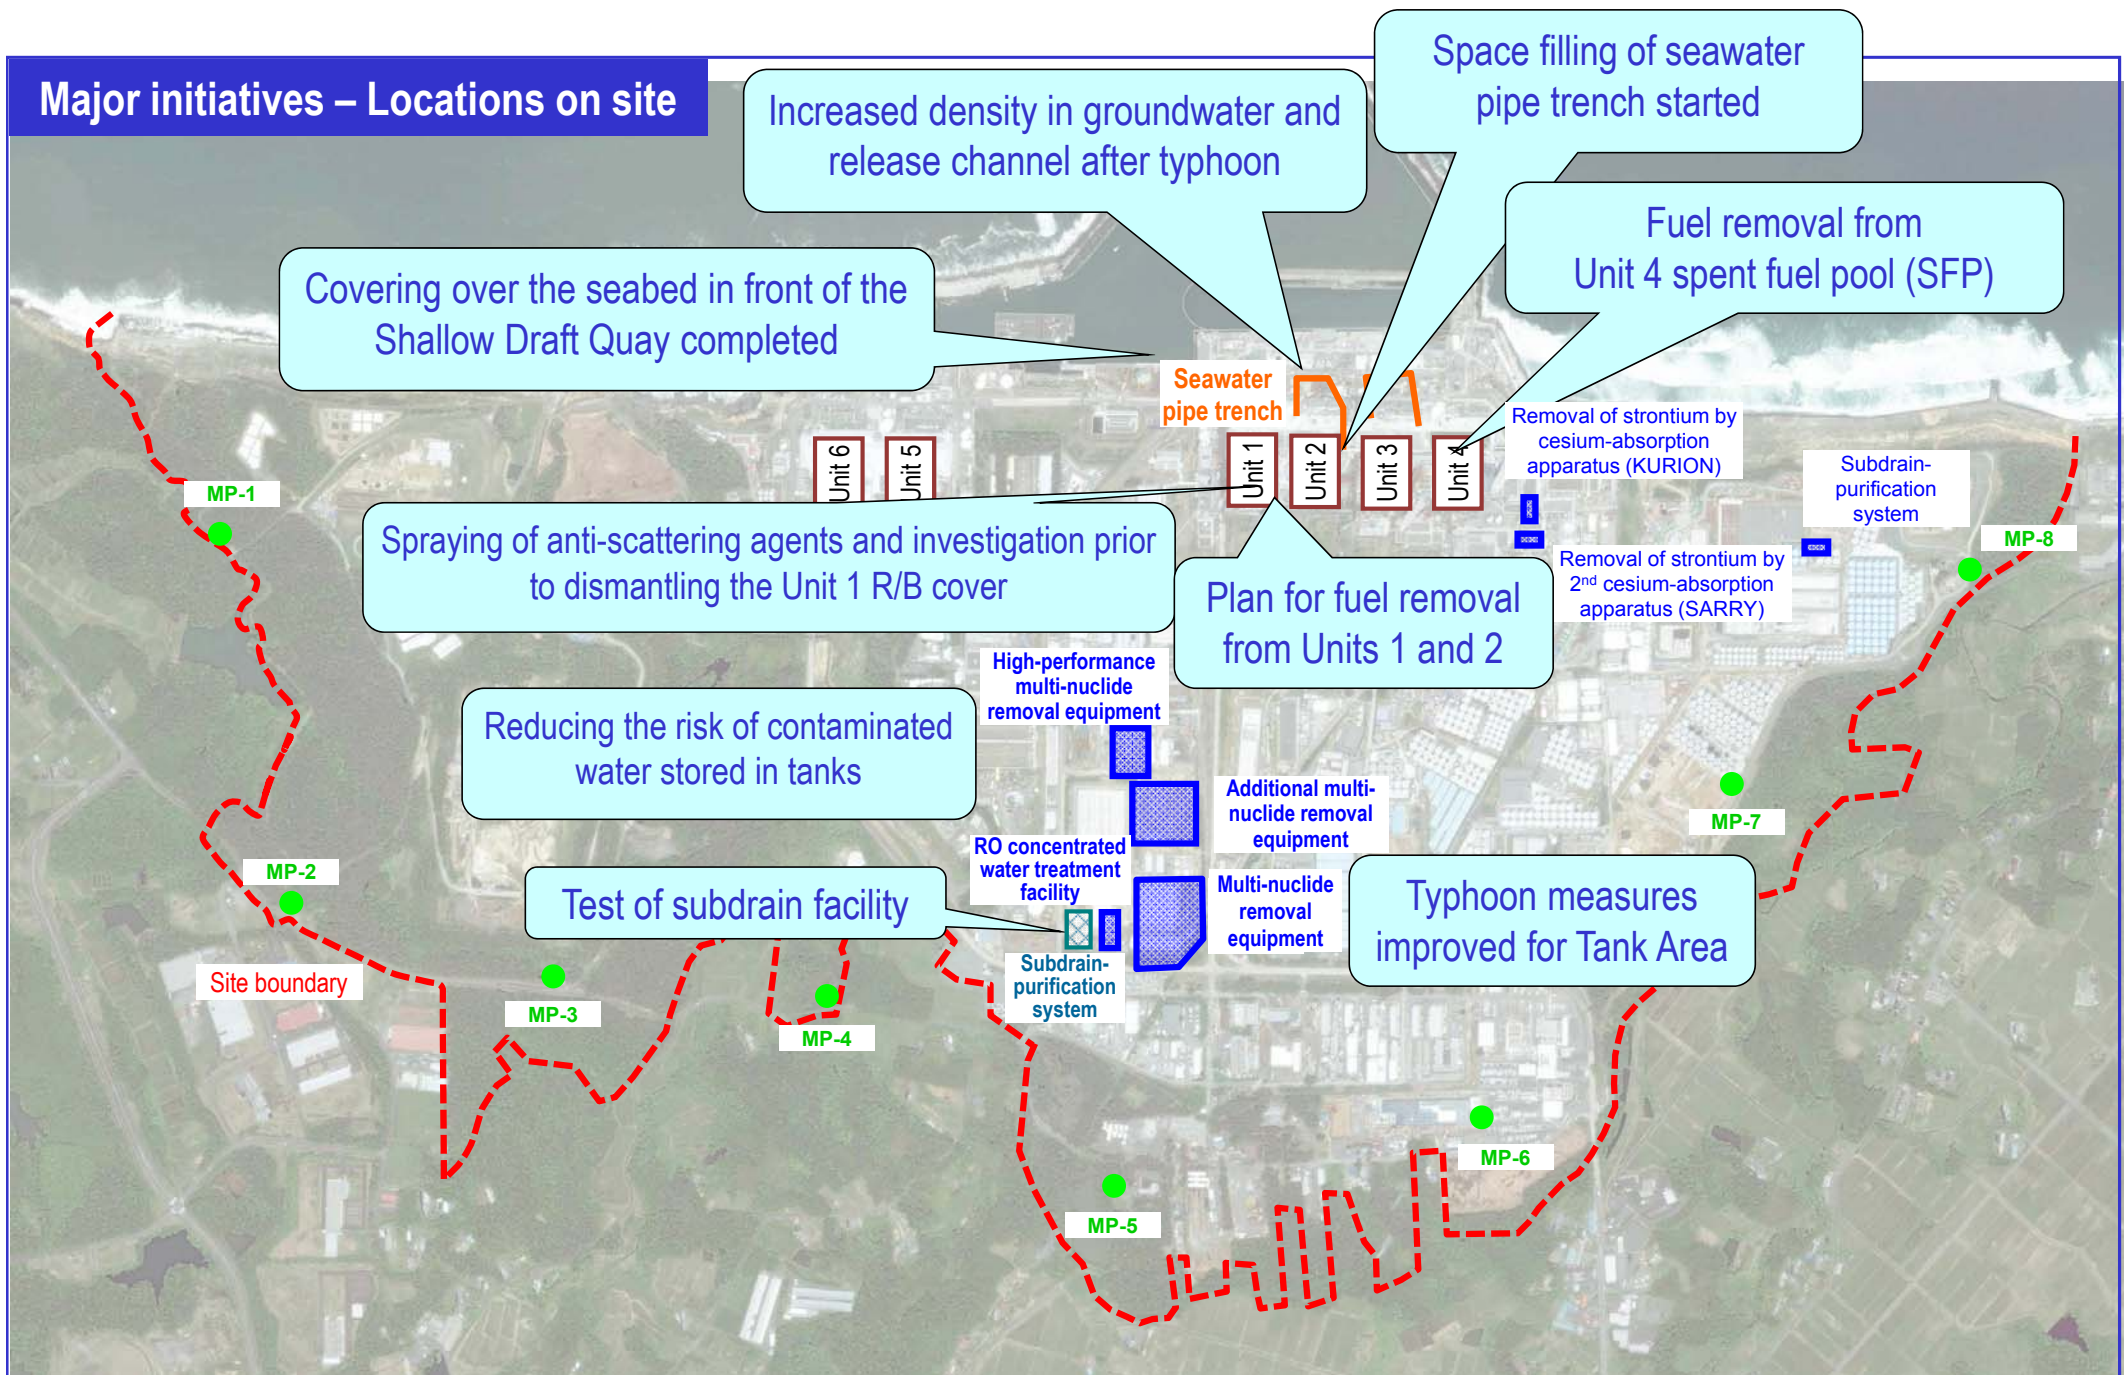 Major initiatives – Locations on site
Space filling of seawater
pipe trench started
Increased density in groundwater and
release channel after typhoon
Fuel removal from
Unit 4 spent fuel pool (SFP)
Covering over the seabed in front of the
Shallow Draft Quay completed
Seawater
pipe trench
Removal of strontium by
cesium-absorption
apparatus (KURION)
Subdrain-
purification
system
Unit 6
Unit 5
Unit 1
Unit 2
Unit 3
Unit 4
MP-1
MP-8
Spraying of anti-scattering agents and investigation prior
to dismantling the Unit 1 R/B cover
Removal of strontium by
2nd cesium-absorption
apparatus (SARRY)
Plan for fuel removal
from Units 1 and 2
High-performance
multi-nuclide
removal equipment
Reducing the risk of contaminated
water stored in tanks
Additional multi-
nuclide removal
equipment
MP-7
RO concentrated
water treatment
facility
MP-2
Test of subdrain facility
Multi-nuclide
removal
equipment
Typhoon measures
improved for Tank Area
Subdrain-
purification
system
Site boundary
MP-3
MP-4
MP-6
MP-5